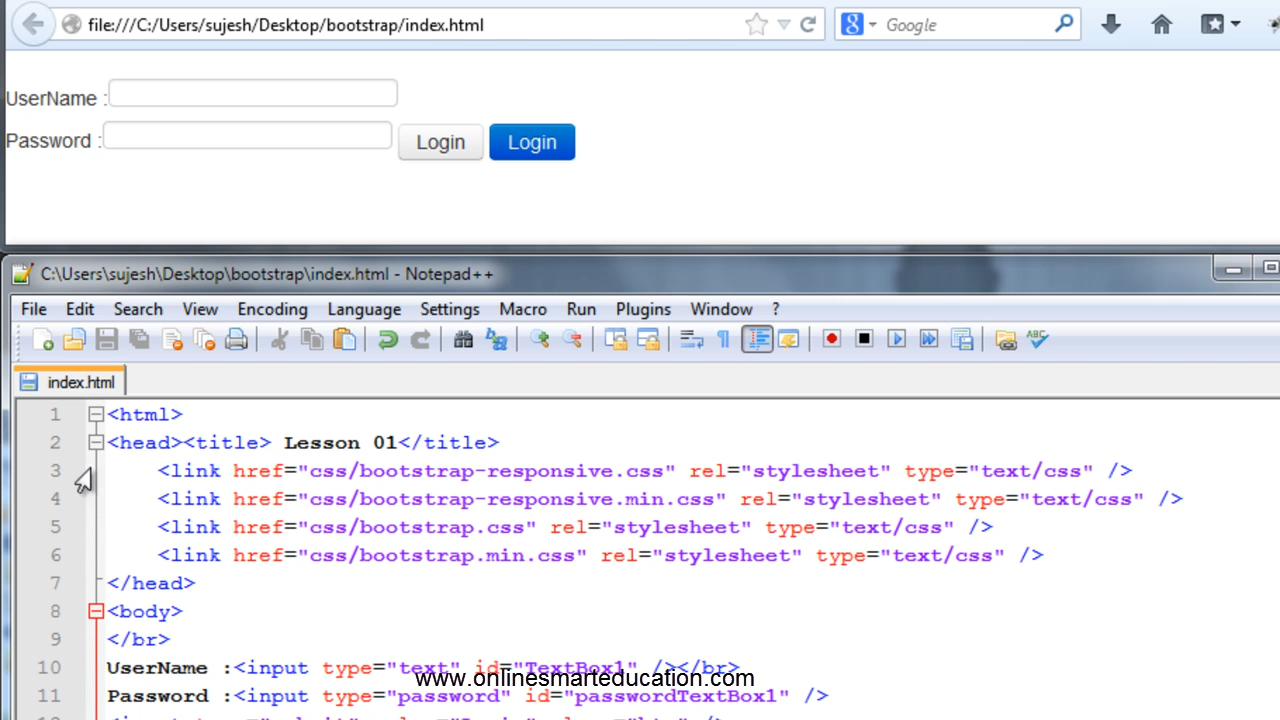 file:///C:/Users/sujesh/Desktop/bootstrap/index.html
Google
UserName :
Password :
Login
Login
C:\Users\sujesh\Desktop\bootstrap\index.html - Notepad++
File Edit Search View Encoding Language Settings Macro Run Plugins Window ?
index.html
1 <html>
2 <head><title> Lesson 01</title>
3 <link href="css/bootstrap-responsive.css" rel="stylesheet" type="text/css" />
4 <link href="css/bootstrap-responsive.min.css" rel="stylesheet" type="text/css" />
5 <link href="css/bootstrap.css" rel="stylesheet" type="text/css" />
6 <link href="css/bootstrap.min.css" rel="stylesheet" type="text/css" />
7 </head>
8 <body>
9 </br>
10 UserName :<input type="text" id="TextBox1" /></br>
www.onlinesmarteducation.com
11 Password :<input type="password" id="passwordTextBox1" />